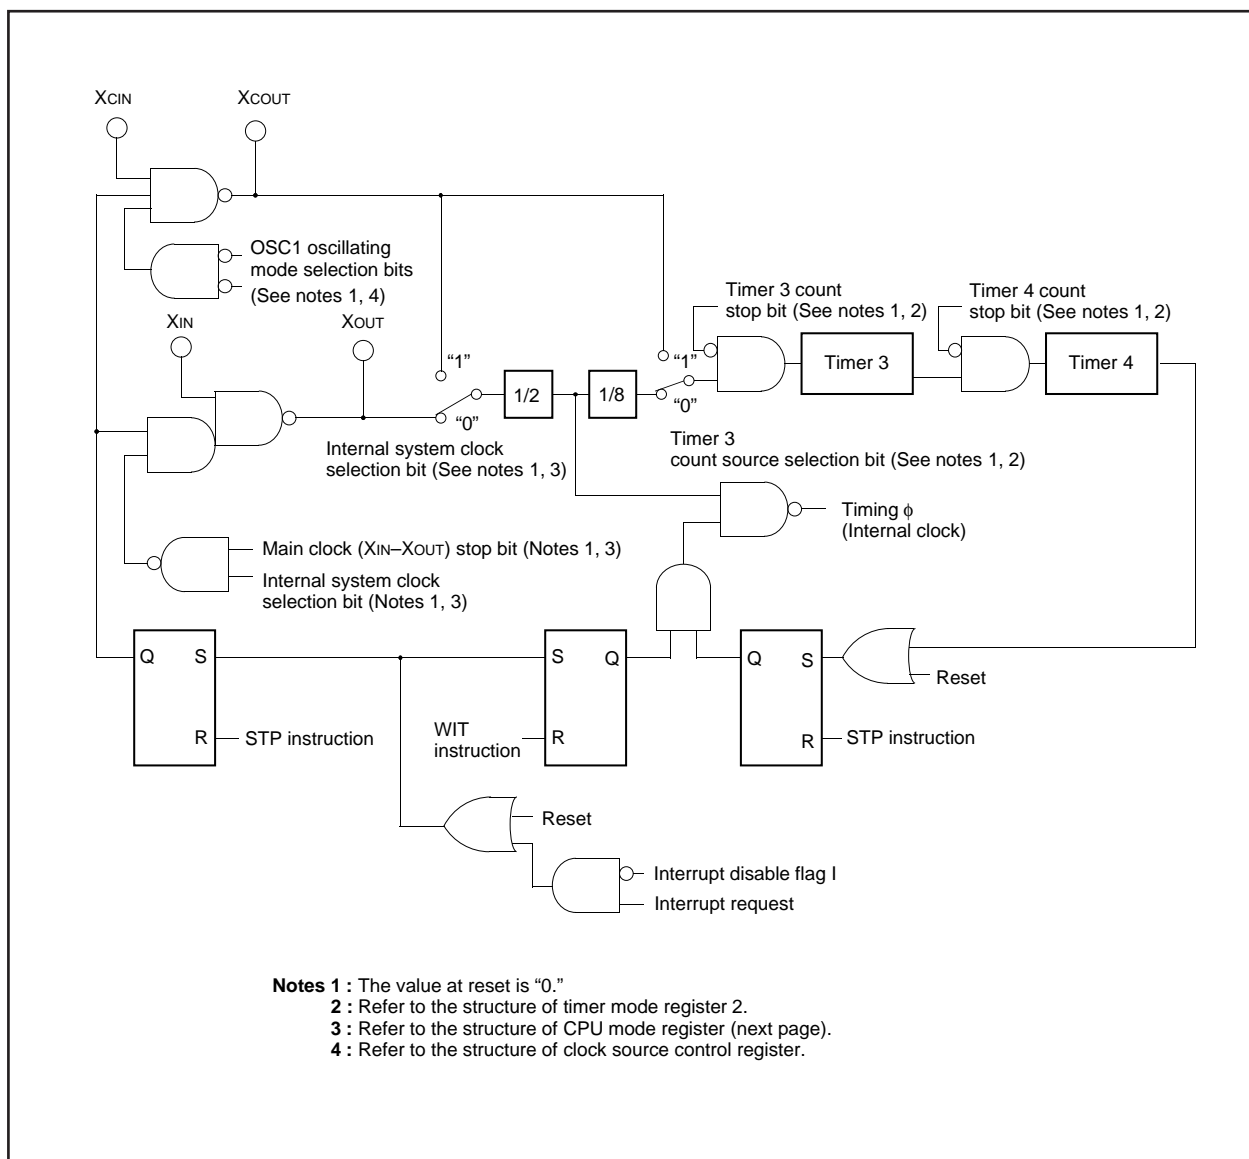 XCIN
XCOUT
OSC1 oscillating
mode selection bits
(See notes 1, 4)
XIN
XOUT
Timer 3 count
stop bit (See notes 1, 2)
Timer 4 count
stop bit (See notes 1, 2)
“1”
“0”
1/2
1/8
“1”
“0”
Timer 3
Timer 4
Internal system clock
selection bit (See notes 1, 3)
Timer 3
count source selection bit (See notes 1, 2)
Timing ϕ
(Internal clock)
Main clock (XIN–XOUT) stop bit (Notes 1, 3)
Internal system clock
selection bit (Notes 1, 3)
Q
S
R
STP instruction
S
Q
WIT
instruction
R
Q
S
R
Reset
STP instruction
Reset
Interrupt disable flag I
Interrupt request
Notes 1 : The value at reset is “0.”
2 : Refer to the structure of timer mode register 2.
3 : Refer to the structure of CPU mode register (next page).
4 : Refer to the structure of clock source control register.